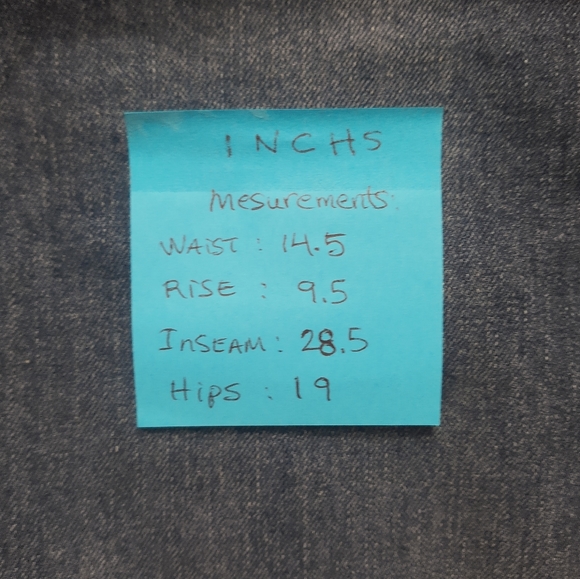 INCHS
Mesurements:
WAIST : 14.5
RISE : 9.5
InSEAM : 28.5
Hips : 19